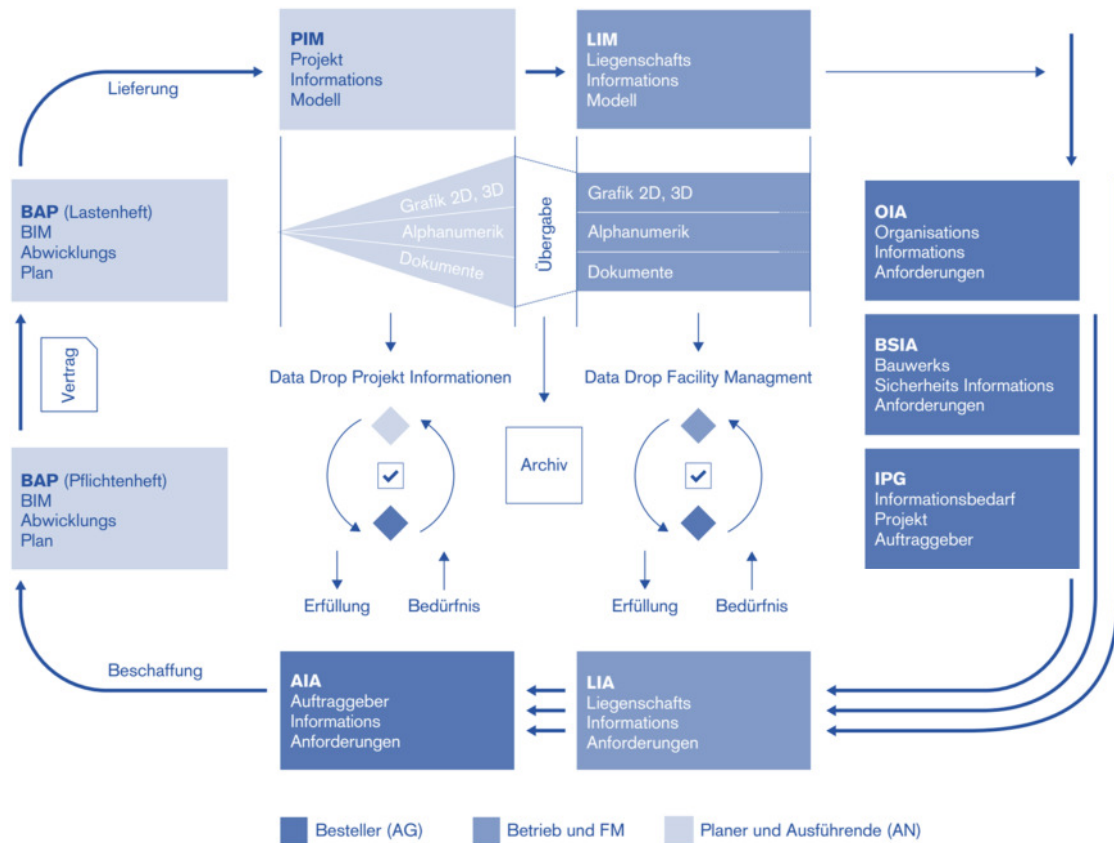 PIM
Projekt
Informations
Modell
LIM
Liegenschafts
Informations
Modell
Lieferung
BAP (Lastenheft)
BIM
Abwicklungs
Plan
Grafik 2D, 3D
Alphanumerik
Dokumente
Übergabe
Grafik 2D, 3D
Alphanumerik
Dokumente
OIA
Organisations
Informations
Anforderungen
BSIA
Bauwerks
Sicherheits Informations
Anforderungen
IPG
Informationsbedarf
Projekt
Auftraggeber
Vertrag
Data Drop Projekt Informationen
Data Drop Facility Managment
Archiv
BAP (Pflichtenheft)
BIM
Abwicklungs
Plan
Erfüllung
Bedürfnis
Erfüllung
Bedürfnis
Beschaffung
AIA
Auftraggeber
Informations
Anforderungen
LIA
Liegenschafts
Informations
Anforderungen
Besteller (AG)
Betrieb und FM
Planer und Ausführende (AN)